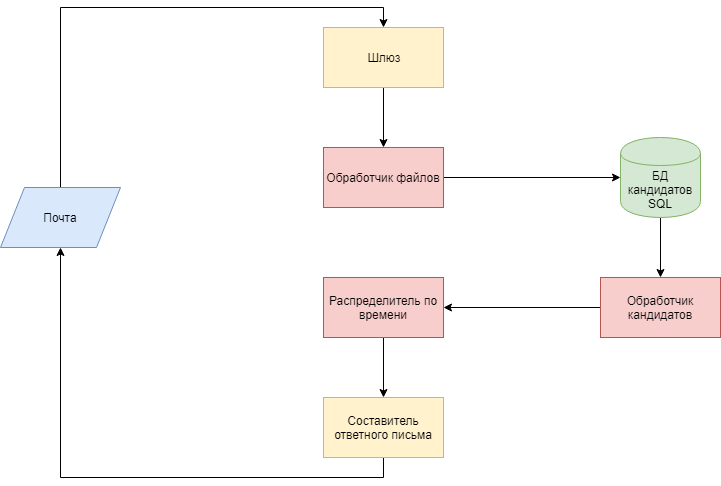 Шлюз
Обработчик файлов
БД
кандидатов
SQL
Почта
Распределитель по
времени
Обработчик
кандидатов
Составитель
ответного письма